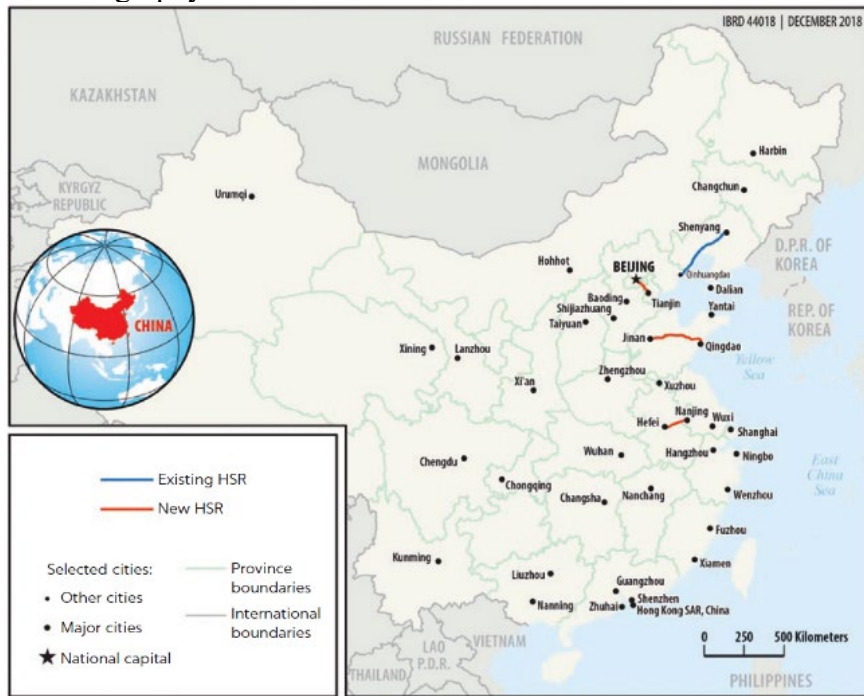 IBRD 44018 | DECEMBER 2018
RUSSIAN FEDERATION
KAZAKHSTAN
MONGOLIA
KYRGYZ
REPUBLIC
Harbin
Changchun
Urumqi
Shenyang
D.P.R. OF
KOREA
Hohhot
BEIJING
Qinhuangdao
Dalian
Baoding
Tianjin
Yantai
REP. OF
KOREA
Shijiazhuang
Taiyuan
CHINA
Jinan
Qingdao
Yellow
Sea
Xining
Lanzhou
Zhengzhou
Xuzhou
Xi'an
Nanjing
Hefei
Wuxi
Shanghai
Chengdu
Wuhan
Hangzhou
Ningbo
East
China
Sea
Chongqing
Changsha
Nanchang
Wenzhou
Fuzhou
Kunming
Liuzhou
Xiamen
Guangzhou
Nanning
Zhuhai
Shenzhen
Hong Kong SAR, China
VIETNAM
LAO
P.D.R.
THAILAND
PHILIPPINES
0 250 500 Kilometers
Existing HSR
New HSR
Selected cities:
Other cities
Major cities
National capital
Province
boundaries
International
boundaries